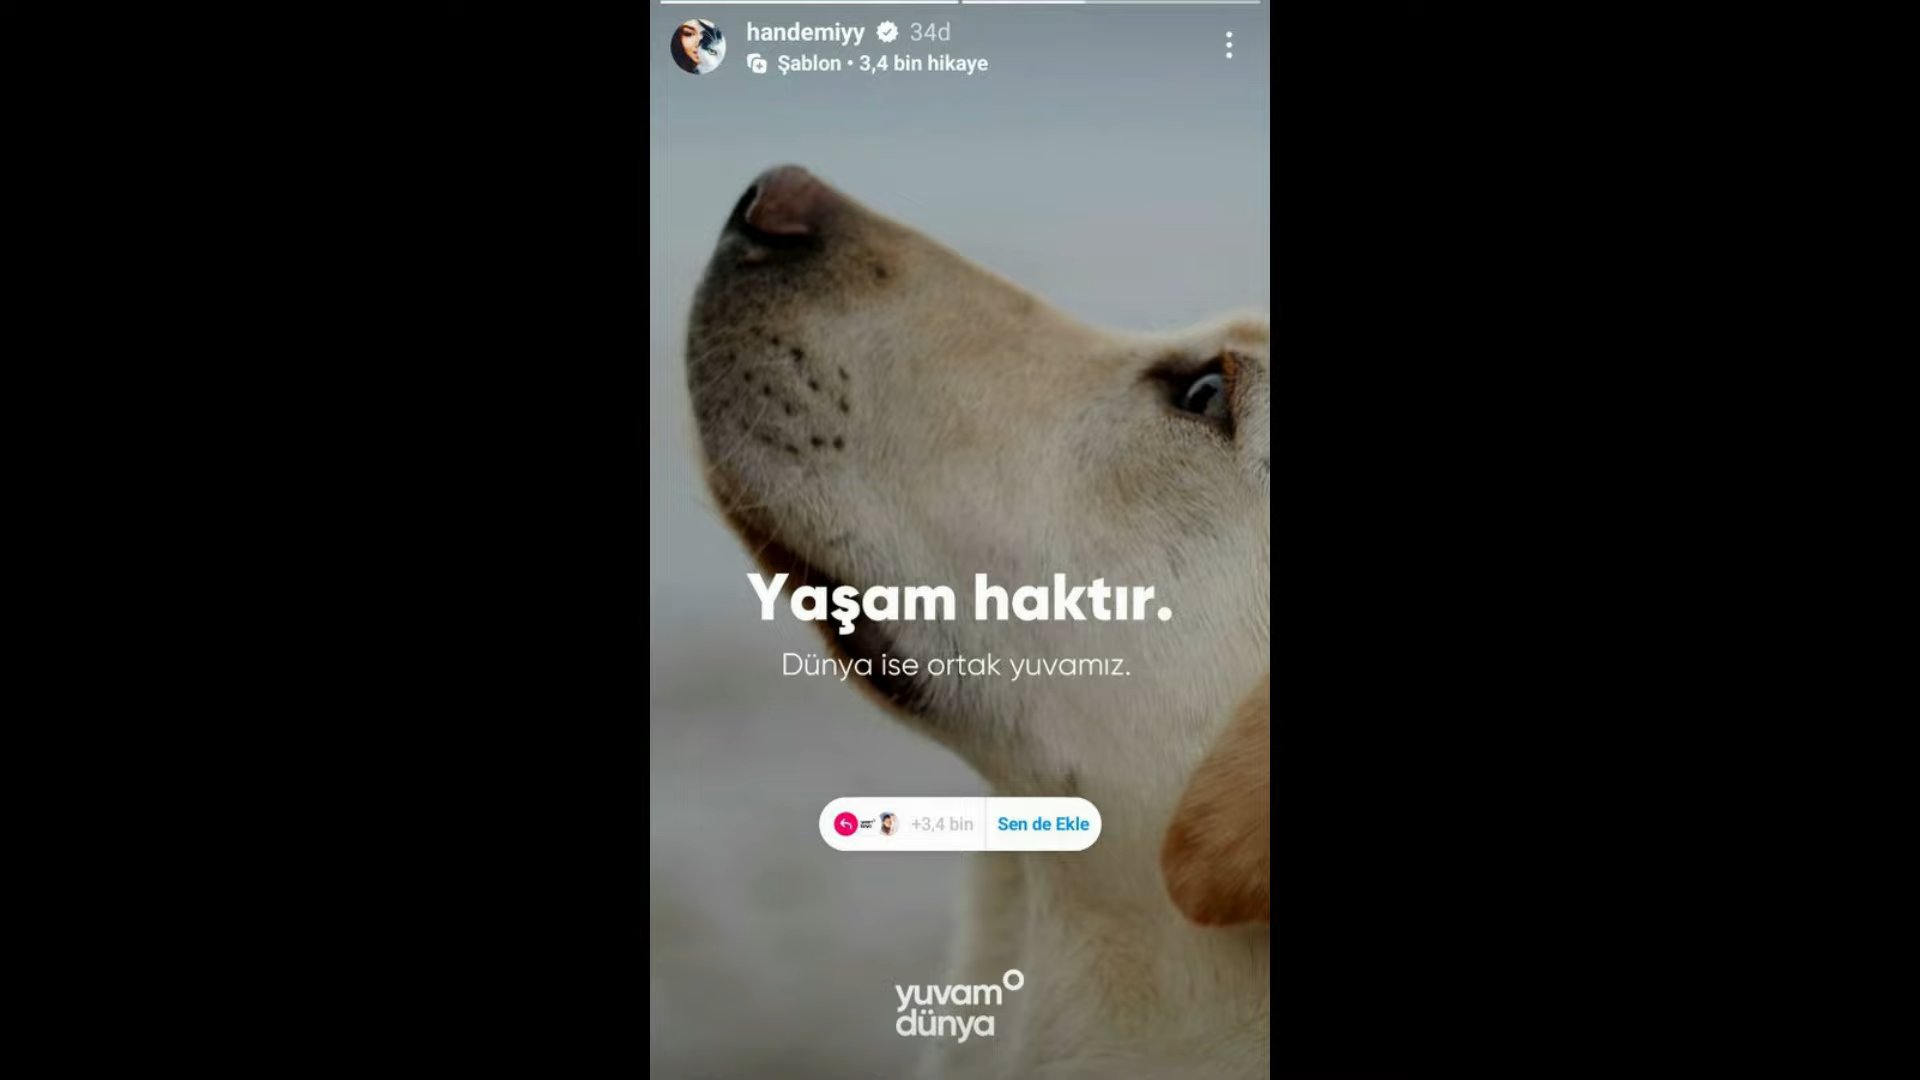 handemiyy 34d
Şablon • 3,4 bin hikaye
Yaşam haktır.
Dünya ise ortak yuvamız.
+3,4 bin Sen de Ekle
yuvam
dünya